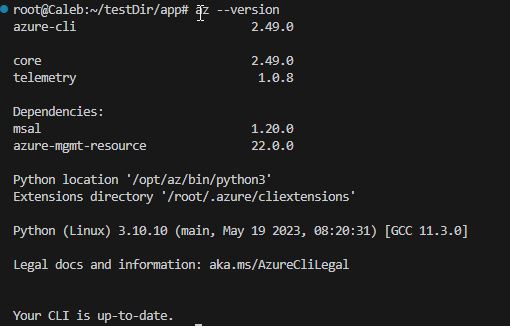 root@Caleb:~/testDir/app# az --version
azure-cli 2.49.0
core 2.49.0
telemetry 1.0.8
Dependencies:
msal 1.20.0
azure-mgmt-resource 22.0.0
Python location '/opt/az/bin/python3'
Extensions directory '/root/.azure/cliextensions'
Python (Linux) 3.10.10 (main, May 19 2023, 08:20:31) [GCC 11.3.0]
Legal docs and information: aka.ms/AzureCliLegal
Your CLI is up-to-date.